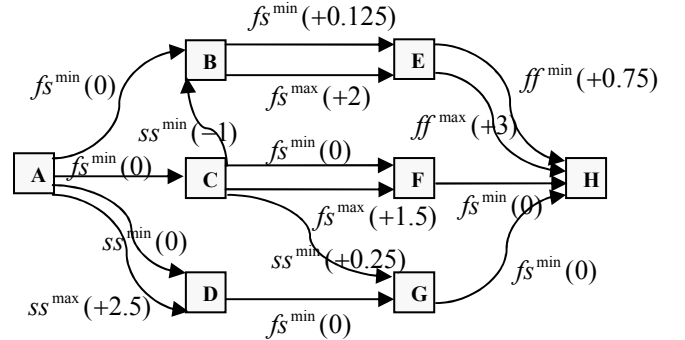 fs^min(+0.125)
B
E
fs^min(0)
fs^max(+2)
ff^min(+0.75)
ss^min(−1)
ff^max(+3)
fs^min(0)
fs^min(0)
A
C
F
H
fs^max(+1.5)
fs^min(0)
ss^min(0)
ss^min(+0.25)
fs^min(0)
D
G
ss^max(+2.5)
fs^min(0)